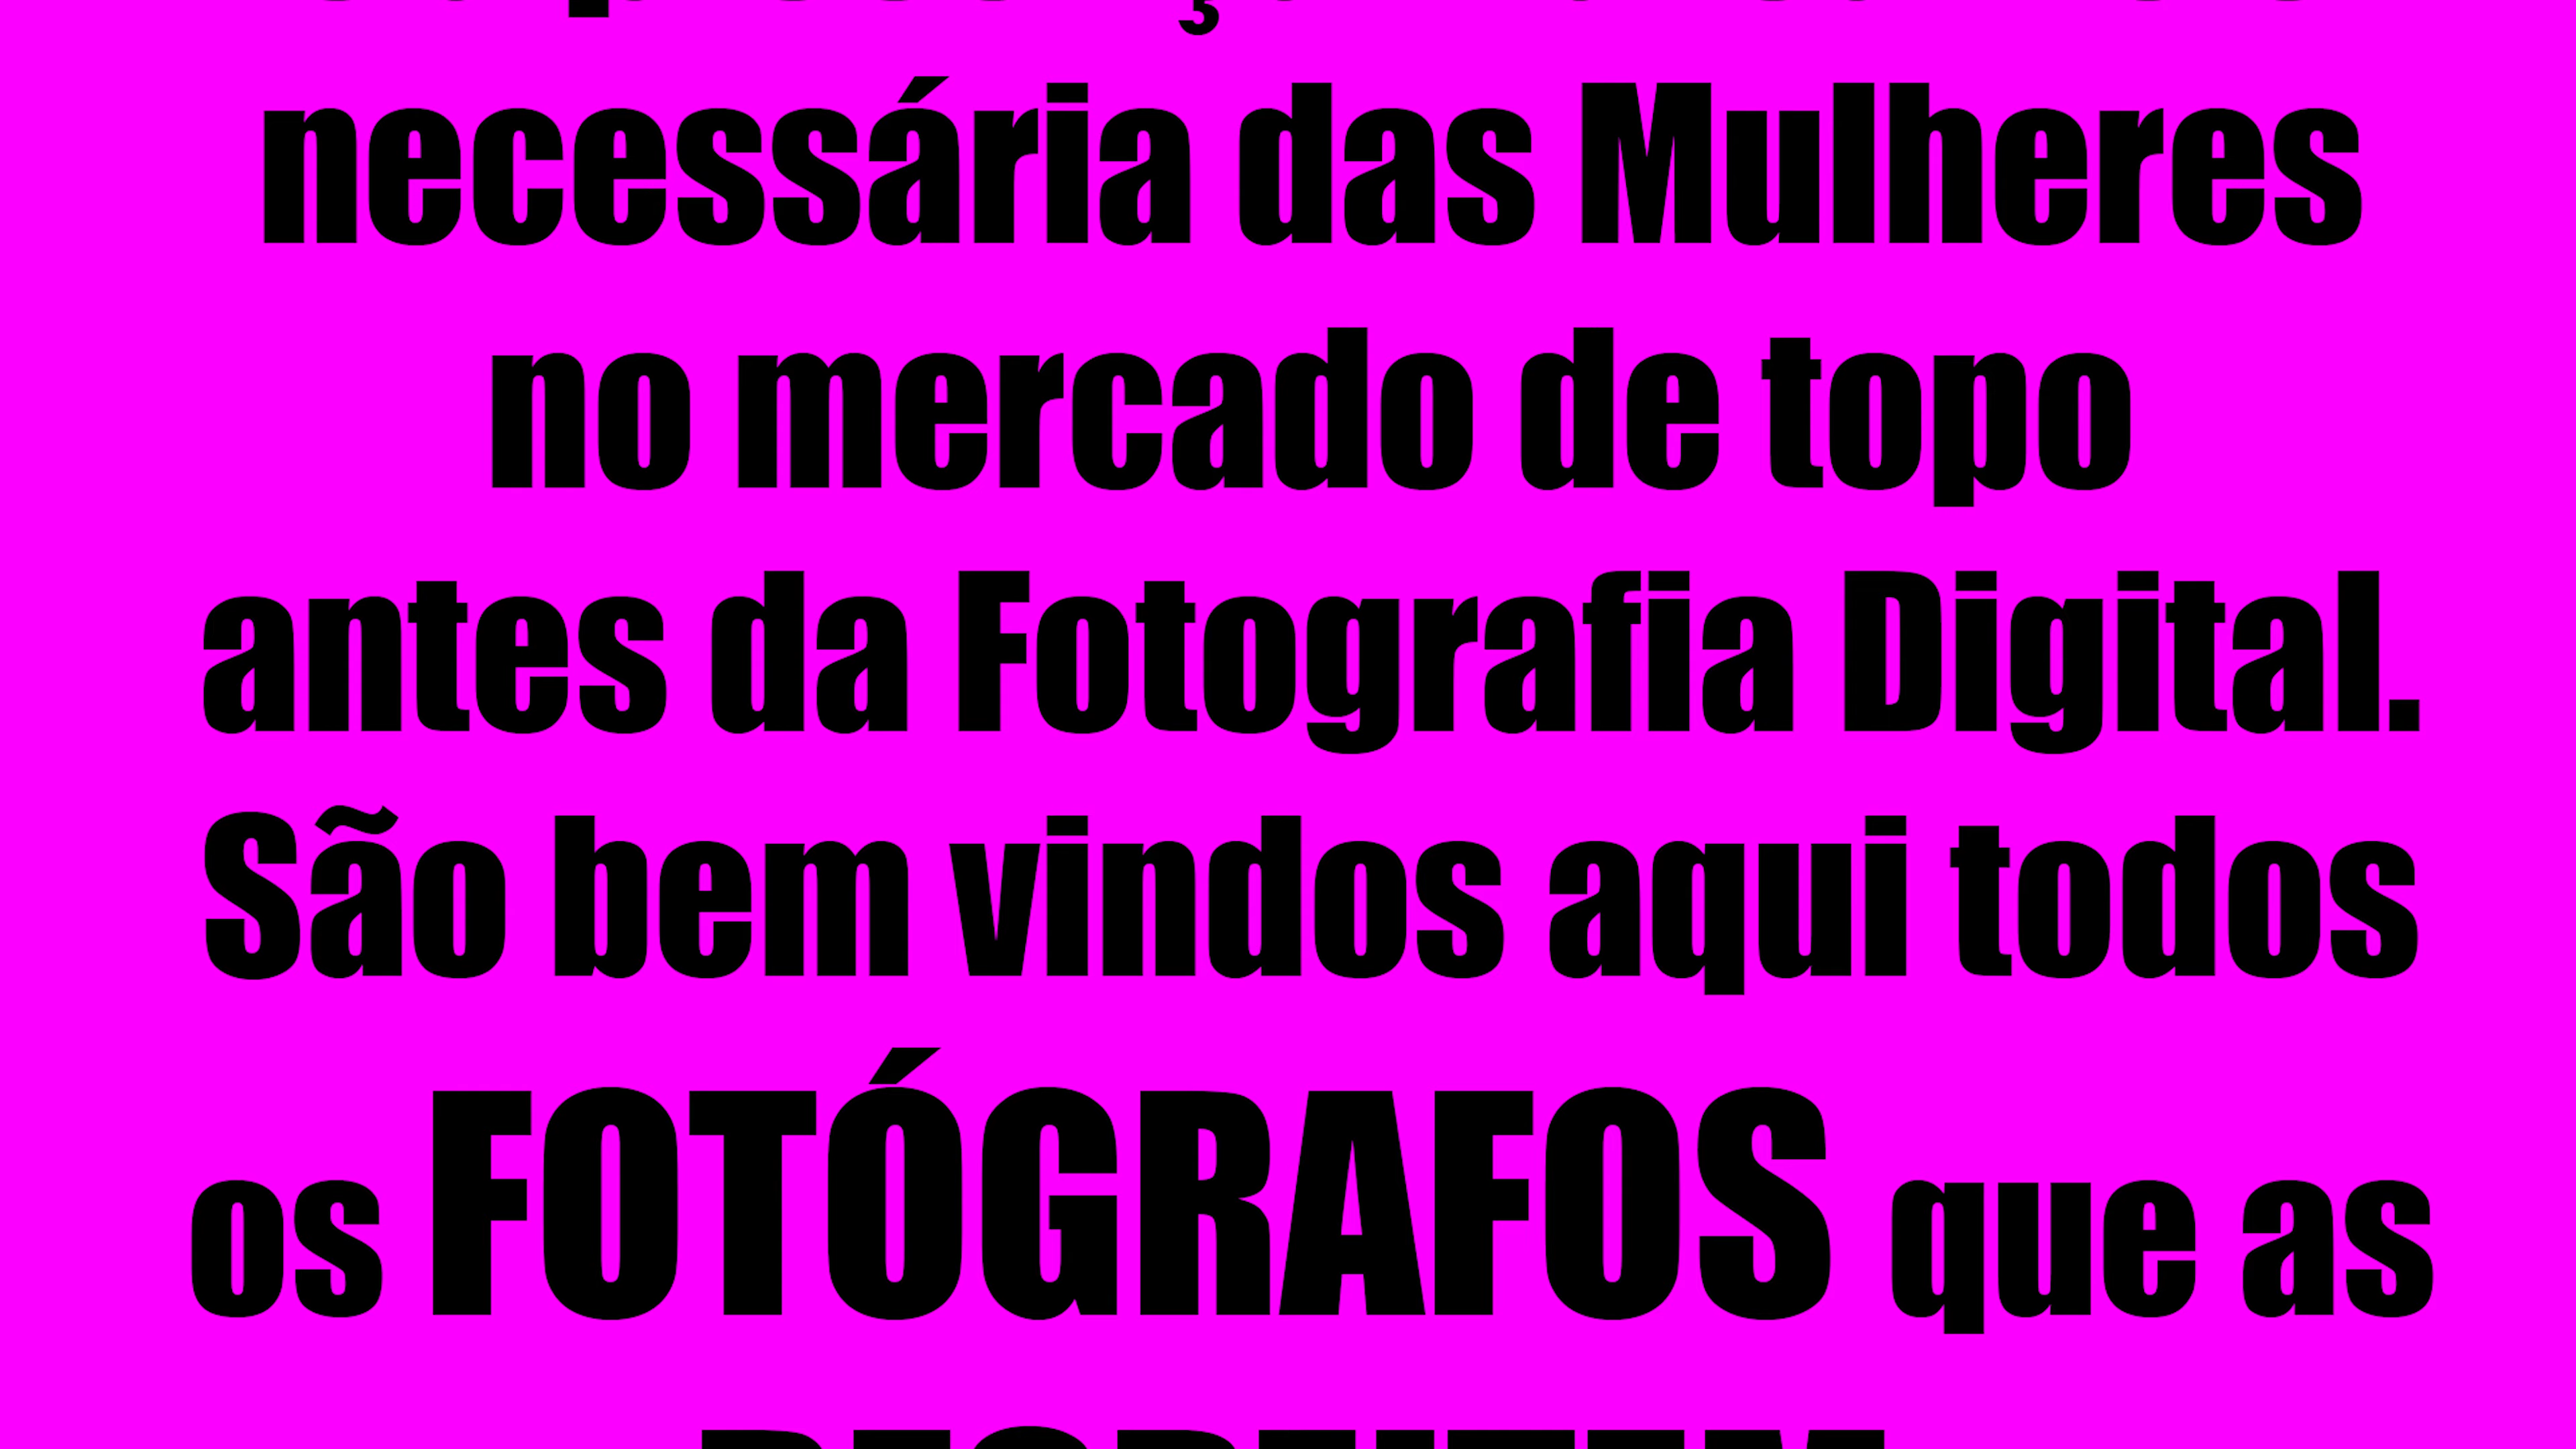 necessária das Mulheres
no mercado de topo
antes da Fotografia Digital.
São bem vindos aqui todos
os FOTÓGRAFOS que as